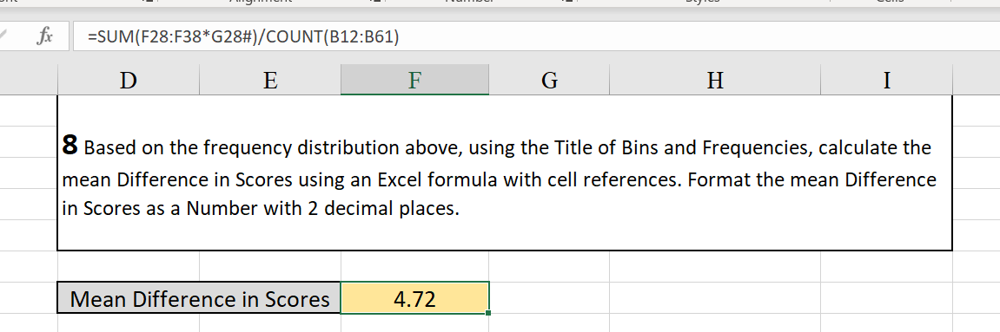 fx =SUM(F28:F38*G28#)/COUNT(B12:B61)
D E F G H I
8 Based on the frequency distribution above, using the Title of Bins and Frequencies, calculate the
mean Difference in Scores using an Excel formula with cell references. Format the mean Difference
in Scores as a Number with 2 decimal places.
Mean Difference in Scores 4.72